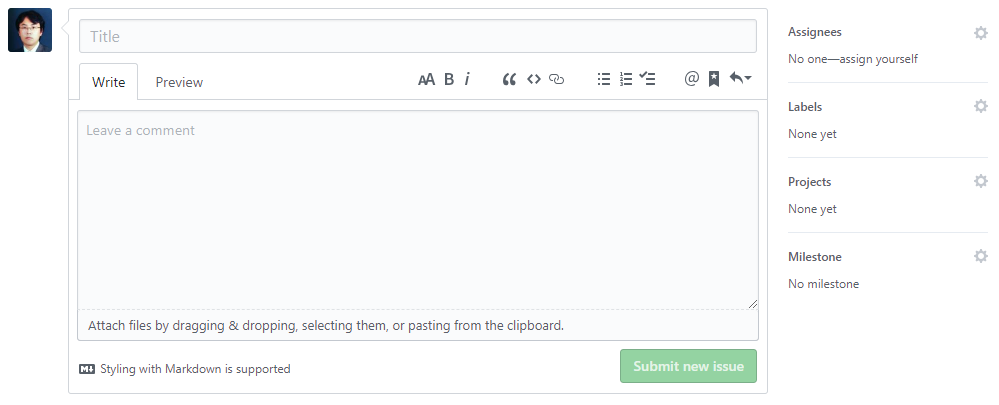 Title
Write
Preview
AA B i
@
Leave a comment
Attach files by dragging & dropping, selecting them, or pasting from the clipboard.
M Styling with Markdown is supported
Submit new issue
Assignees
No one—assign yourself
Labels
None yet
Projects
None yet
Milestone
No milestone